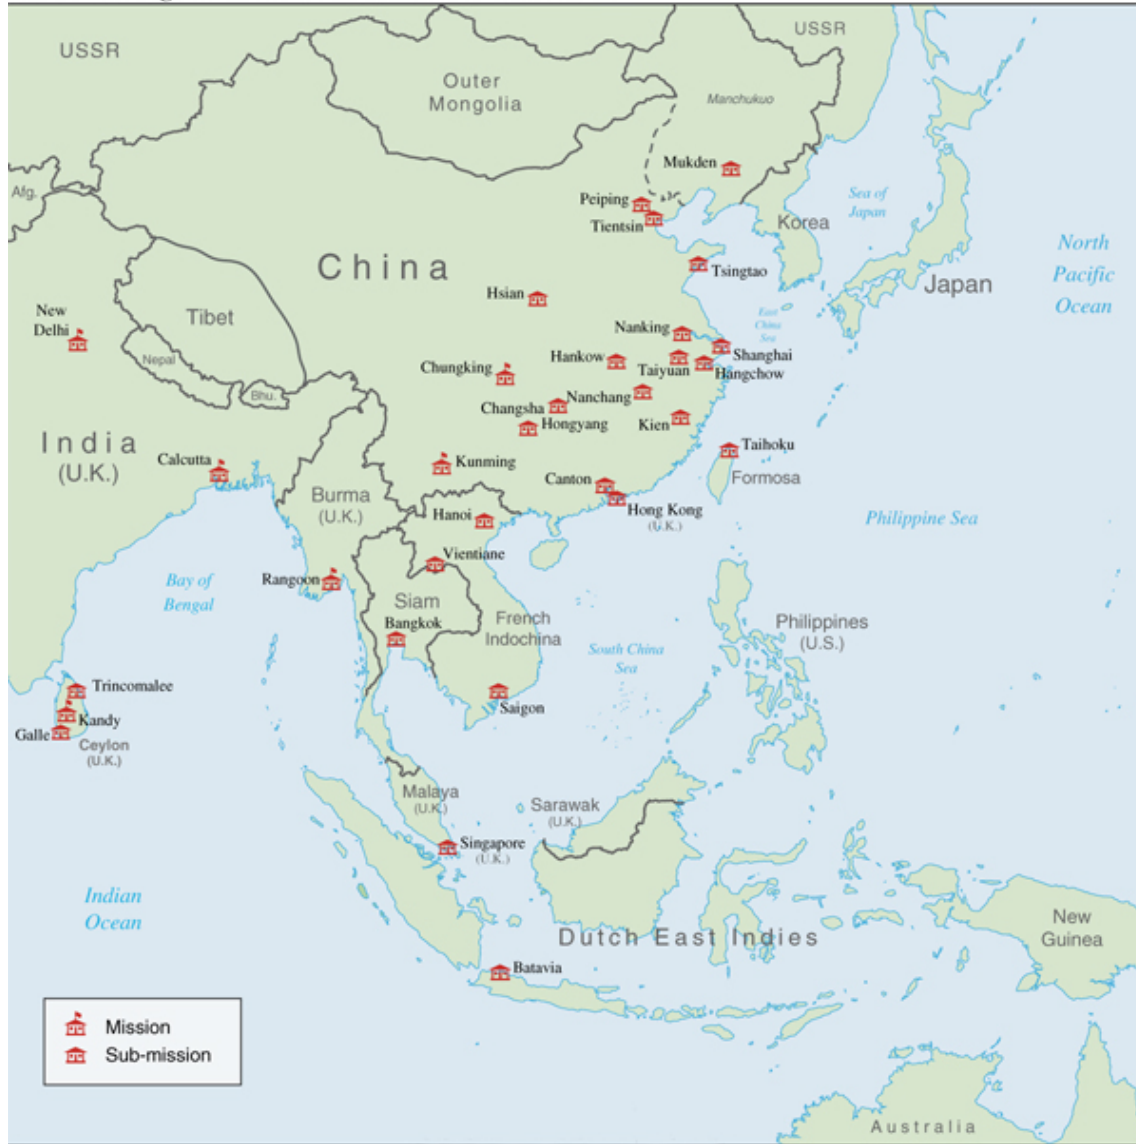 USSR
USSR
Outer
Mongolia
Manchukuo
Mukden
Afg.
Peiping
Tientsin
Sea of
Japan
Korea
North
Pacific
Ocean
China
Tsingtao
Japan
Hsian
New
Delhi
Tibet
East
China
Sea
Nanking
Nepal
Hankow
Shanghai
Taiyuan
Hangchow
Chungking
Bhu.
Nanchang
Changsha
Hongyang
Kien
India
(U.K.)
Calcutta
Kunming
Taihoku
Formosa
Canton
Burma
(U.K.)
Hanoi
Hong Kong
(U.K.)
Philippine Sea
Vientiane
Rangoon
Bay of
Bengal
Siam
Bangkok
French
Indochina
Philippines
(U.S.)
South China
Sea
Trincomalee
Saigon
Kandy
Galle
Ceylon
(U.K.)
Malaya
(U.K.)
Sarawak
(U.K.)
Singapore
(U.K.)
Indian
Ocean
New
Guinea
Dutch East Indies
Batavia
Mission
Sub-mission
Australia